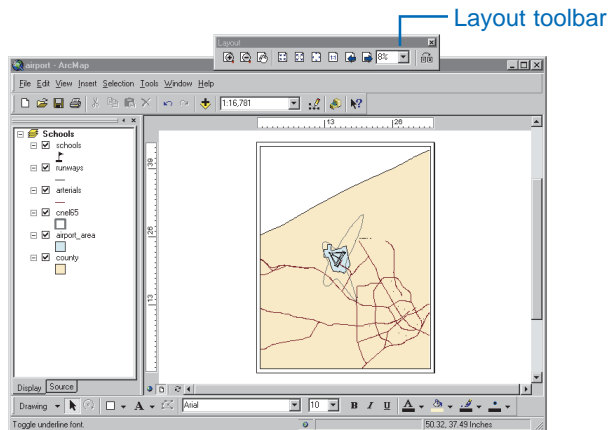 Layout toolbar
Layout
1:1
8%
airport - ArcMap
File Edit View Insert Selection Tools Window Help
1:16,781
13 26
Schools
schools
runways
arterials
cnel65
airport_area
county
39
26
13
Display Source
Drawing A Arial 10 B I U A
Toggle underline font. 50.32, 37.49 Inches